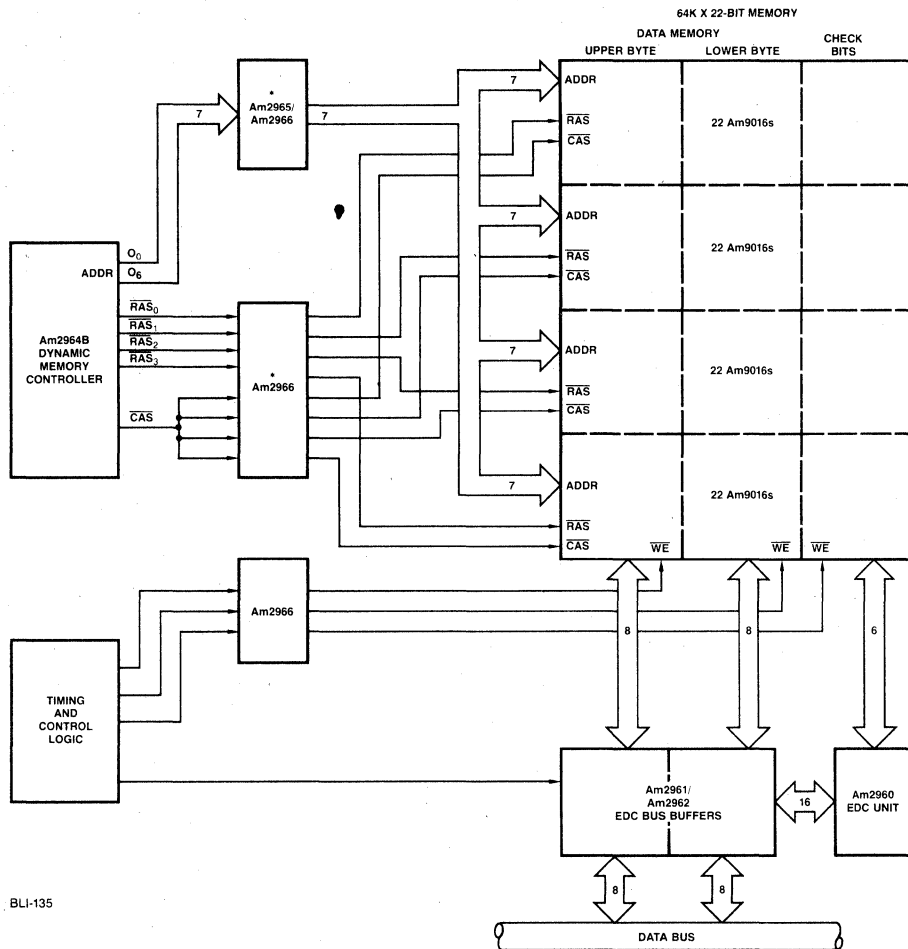 64K X 22-BIT MEMORY
DATA MEMORY
UPPER BYTE
LOWER BYTE
CHECK
BITS
*
Am2965/
Am2966
7
7
7
ADDR
RAS
CAS
22 Am9016s
7
ADDR
RAS
CAS
22 Am9016s
O0
ADDR
O6
RAS0
RAS1
RAS2
RAS3
CAS
Am2964B
DYNAMIC
MEMORY
CONTROLLER
*
Am2966
7
ADDR
RAS
CAS
22 Am9016s
7
ADDR
RAS
CAS
22 Am9016s
WE
WE
WE
Am2966
8
8
6
TIMING
AND
CONTROL
LOGIC
Am2961/
Am2962
EDC BUS BUFFERS
16
Am2960
EDC UNIT
8
8
BLI-135
DATA BUS